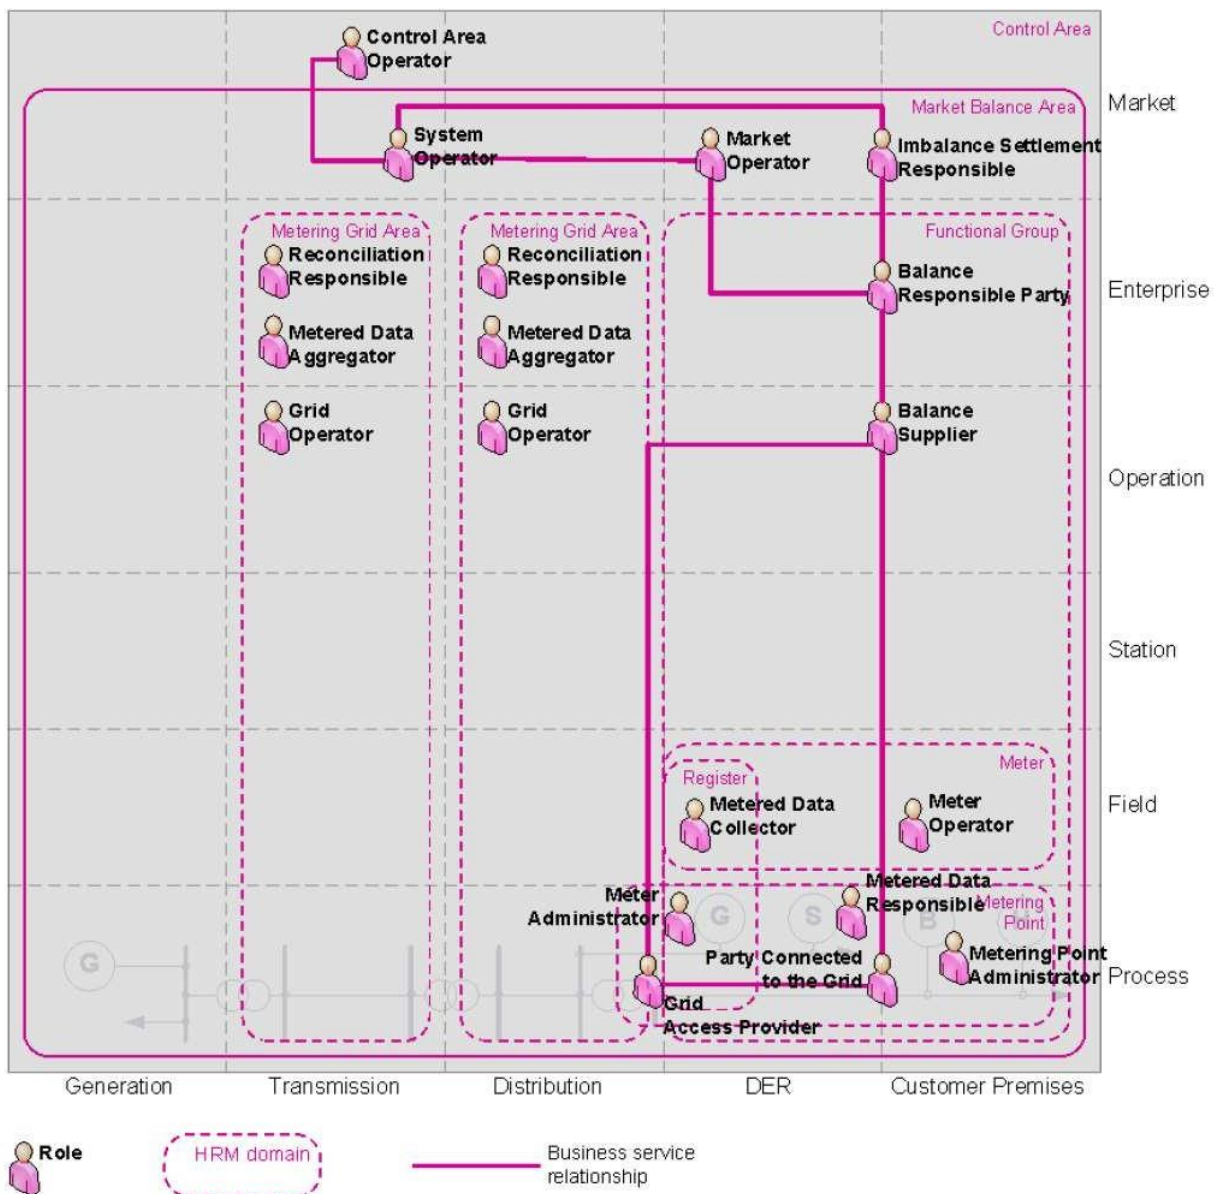 Control Area
Operator
Control Area
Market Balance Area
Market
System
Operator
Market
Operator
Imbalance Settlement
Responsible
Metering Grid Area
Reconciliation
Responsible
Metered Data
Aggregator
Grid
Operator
Metering Grid Area
Reconciliation
Responsible
Metered Data
Aggregator
Grid
Operator
Functional Group
Balance
Responsible Party
Enterprise
Balance
Supplier
Operation
Station
Meter
Register
Metered Data
Collector
Meter
Operator
Field
Meter
Administrator
G
S
Metered Data
Responsible
B
Metering
Point
G
Party Connected
to the Grid
Metering Point
Administrator
Process
Grid
Access Provider
Generation
Transmission
Distribution
DER
Customer Premises
Role
HRM domain
Business service
relationship